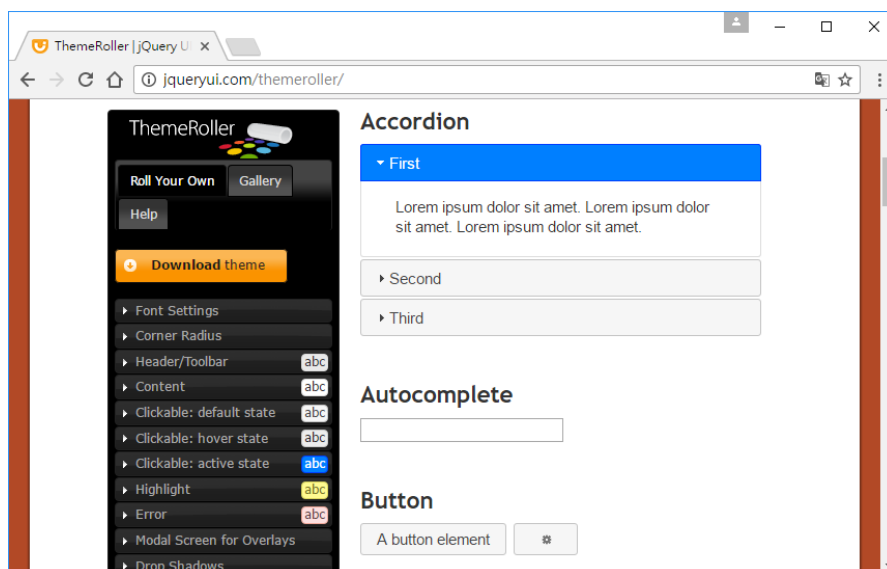 ThemeRoller | jQuery U
jqueryui.com/themeroller/
ThemeRoller
Roll Your Own
Gallery
Help
Download theme
Font Settings
Corner Radius
Header/Toolbar abc
Content abc
Clickable: default state abc
Clickable: hover state abc
Clickable: active state abc
Highlight abc
Error abc
Modal Screen for Overlays
Drop Shadows
Accordion
First
Lorem ipsum dolor sit amet. Lorem ipsum dolor
sit amet. Lorem ipsum dolor sit amet.
Second
Third
Autocomplete
Button
A button element